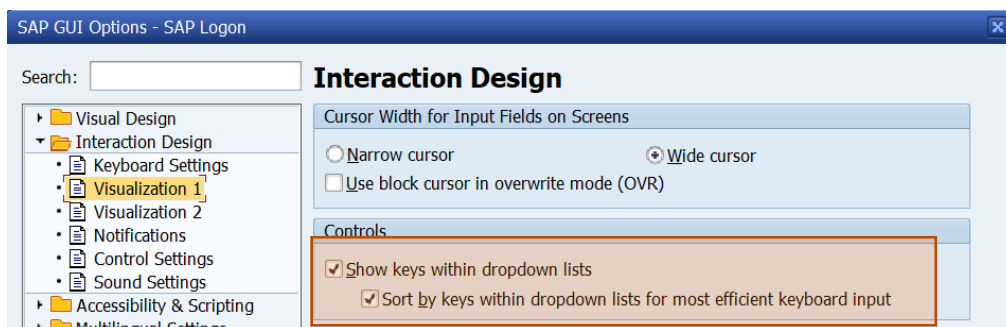 SAP GUI Options - SAP Logon
Search:
Visual Design
Interaction Design
Keyboard Settings
Visualization 1
Visualization 2
Notifications
Control Settings
Sound Settings
Accessibility & Scripting
Multilingual Settings
Interaction Design
Cursor Width for Input Fields on Screens
Narrow cursor
Wide cursor
Use block cursor in overwrite mode (OVR)
Controls
Show keys within dropdown lists
Sort by keys within dropdown lists for most efficient keyboard input